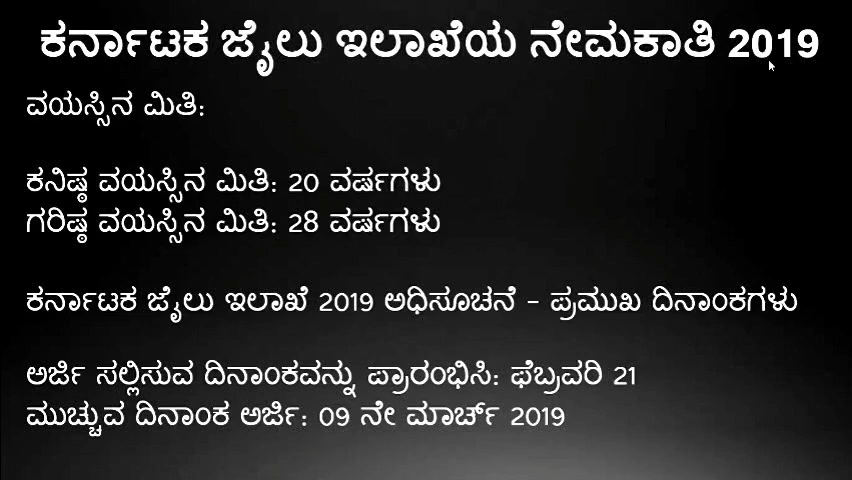 ಕರ್ನಾಟಕ ಜೈಲು ಇಲಾಖೆಯ ನೇಮಕಾತಿ 2019
ವಯಸ್ಸಿನ ಮಿತಿ:
ಕನಿಷ್ಠ ವಯಸ್ಸಿನ ಮಿತಿ: 20 ವರ್ಷಗಳು
ಗರಿಷ್ಠ ವಯಸ್ಸಿನ ಮಿತಿ: 28 ವರ್ಷಗಳು
ಕರ್ನಾಟಕ ಜೈಲು ಇಲಾಖೆ 2019 ಅಧಿಸೂಚನೆ - ಪ್ರಮುಖ ದಿನಾಂಕಗಳು
ಅರ್ಜಿ ಸಲ್ಲಿಸುವ ದಿನಾಂಕವನ್ನು ಪ್ರಾರಂಭಿಸಿ: ಫೆಬ್ರವರಿ 21
ಮುಚ್ಚುವ ದಿನಾಂಕ ಅರ್ಜಿ: 09 ನೇ ಮಾರ್ಚ್ 2019